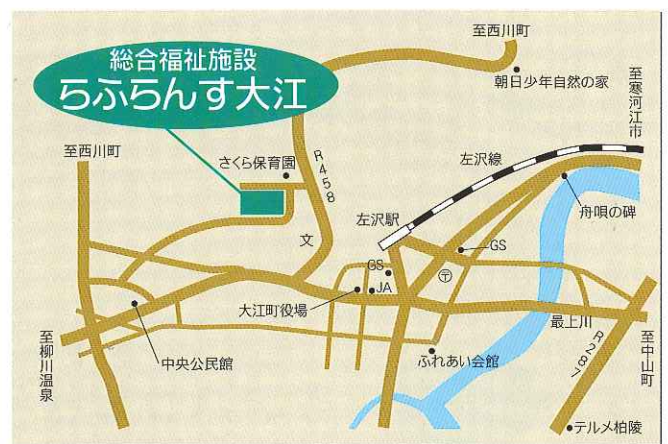 総合福祉施設
らふらんす大江
至西川町
朝日少年自然の家
至寒河江市
至西川町
さくら保育園
R458
左沢線
舟唄の碑
左沢駅
文
GS
GS
〒
JA
大江町役場
最上川
R287
至中山町
至柳川温泉
中央公民館
ふれあい会館
テルメ柏陵